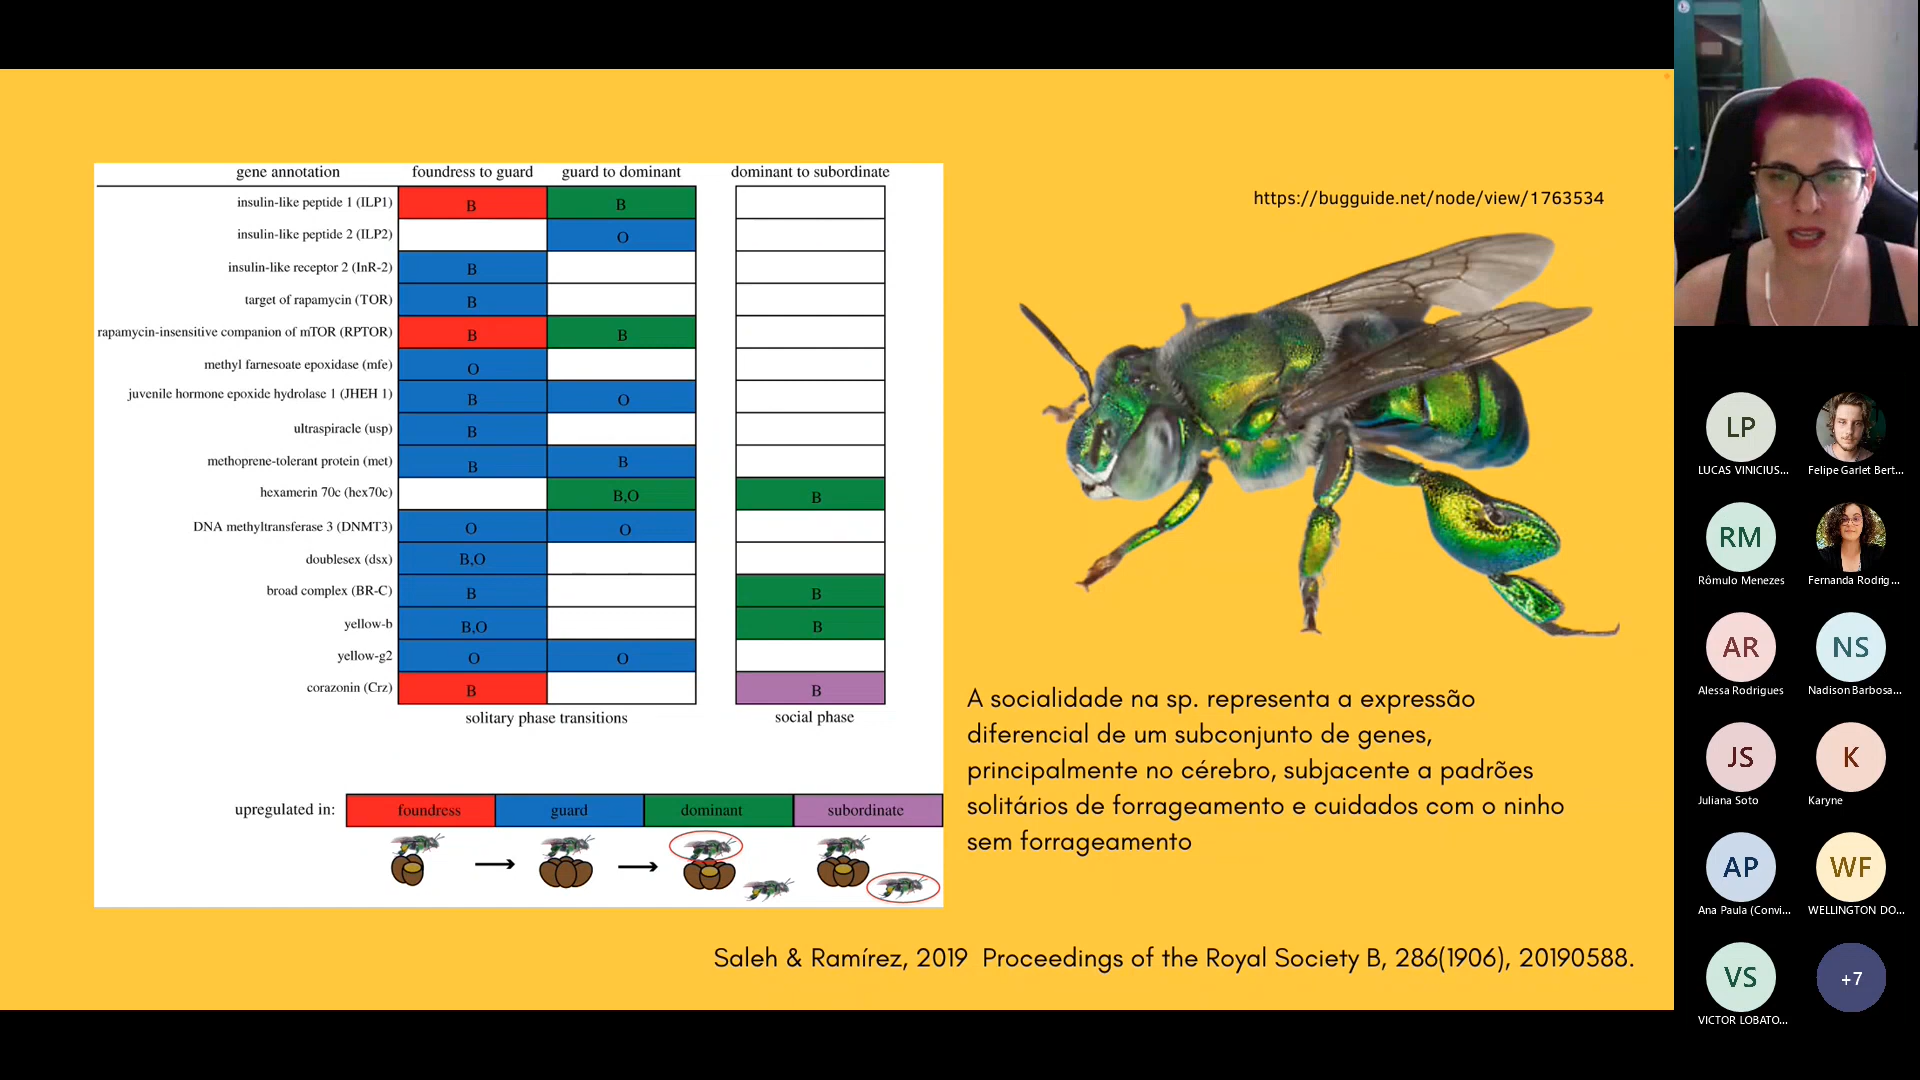 gene annotation foundress to guard guard to dominant dominant to subordinate
insulin-like peptide 1 (ILP1) B B
insulin-like peptide 2 (ILP2) O
insulin-like receptor 2 (InR-2) B
target of rapamycin (TOR) B
rapamycin-insensitive companion of mTOR (RPTOR) B B
methyl farnesoate epoxidase (mfe) O
juvenile hormone epoxide hydrolase 1 (JHEH 1) B O
ultraspiracle (usp) B
methoprene-tolerant protein (met) B B
hexamerin 70c (hex70c) B,O B
DNA methyltransferase 3 (DNMT3) O O
doublesex (dsx) B,O
broad complex (BR-C) B B
yellow-b B,O B
yellow-g2 O O
corazonin (Crz) B B
solitary phase transitions social phase
upregulated in: foundress guard dominant subordinate
https://bugguide.net/node/view/1763534
A socialidade na sp. representa a expressão
diferencial de um subconjunto de genes,
principalmente no cérebro, subjacente a padrões
solitários de forrageamento e cuidados com o ninho
sem forrageamento
Saleh & Ramírez, 2019 Proceedings of the Royal Society B, 286(1906), 20190588.
LP
LUCAS VINICIUS...
Felipe Garlet Bert...
RM
Rômulo Menezes
Fernanda Rodrig...
AR
Alessa Rodrigues
NS
Nadison Barbosa...
JS
Juliana Soto
K
Karyne
AP
Ana Paula (Convi...
WF
WELLINGTON DO...
VS
VICTOR LOBATO...
+7